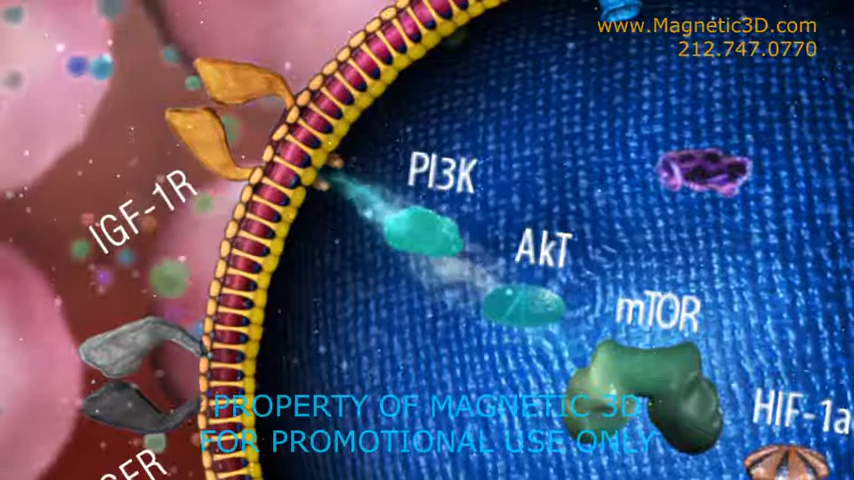 www.Magnetic3D.com
212.747.0770
PI3K
IGF-1R
AkT
mTOR
HIF-1a
PROPERTY OF MAGNETIC 3D
FOR PROMOTIONAL USE ONLY